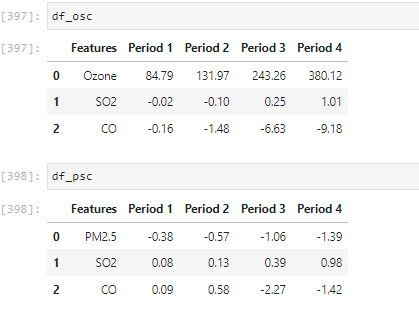 [397]: df_osc
[397]: Features Period 1 Period 2 Period 3 Period 4
0 Ozone 84.79 131.97 243.26 380.12
1 SO2 -0.02 -0.10 0.25 1.01
2 CO -0.16 -1.48 -6.63 -9.18
[398]: df_psc
[398]: Features Period 1 Period 2 Period 3 Period 4
0 PM2.5 -0.38 -0.57 -1.06 -1.39
1 SO2 0.08 0.13 0.39 0.98
2 CO 0.09 0.58 -2.27 -1.42